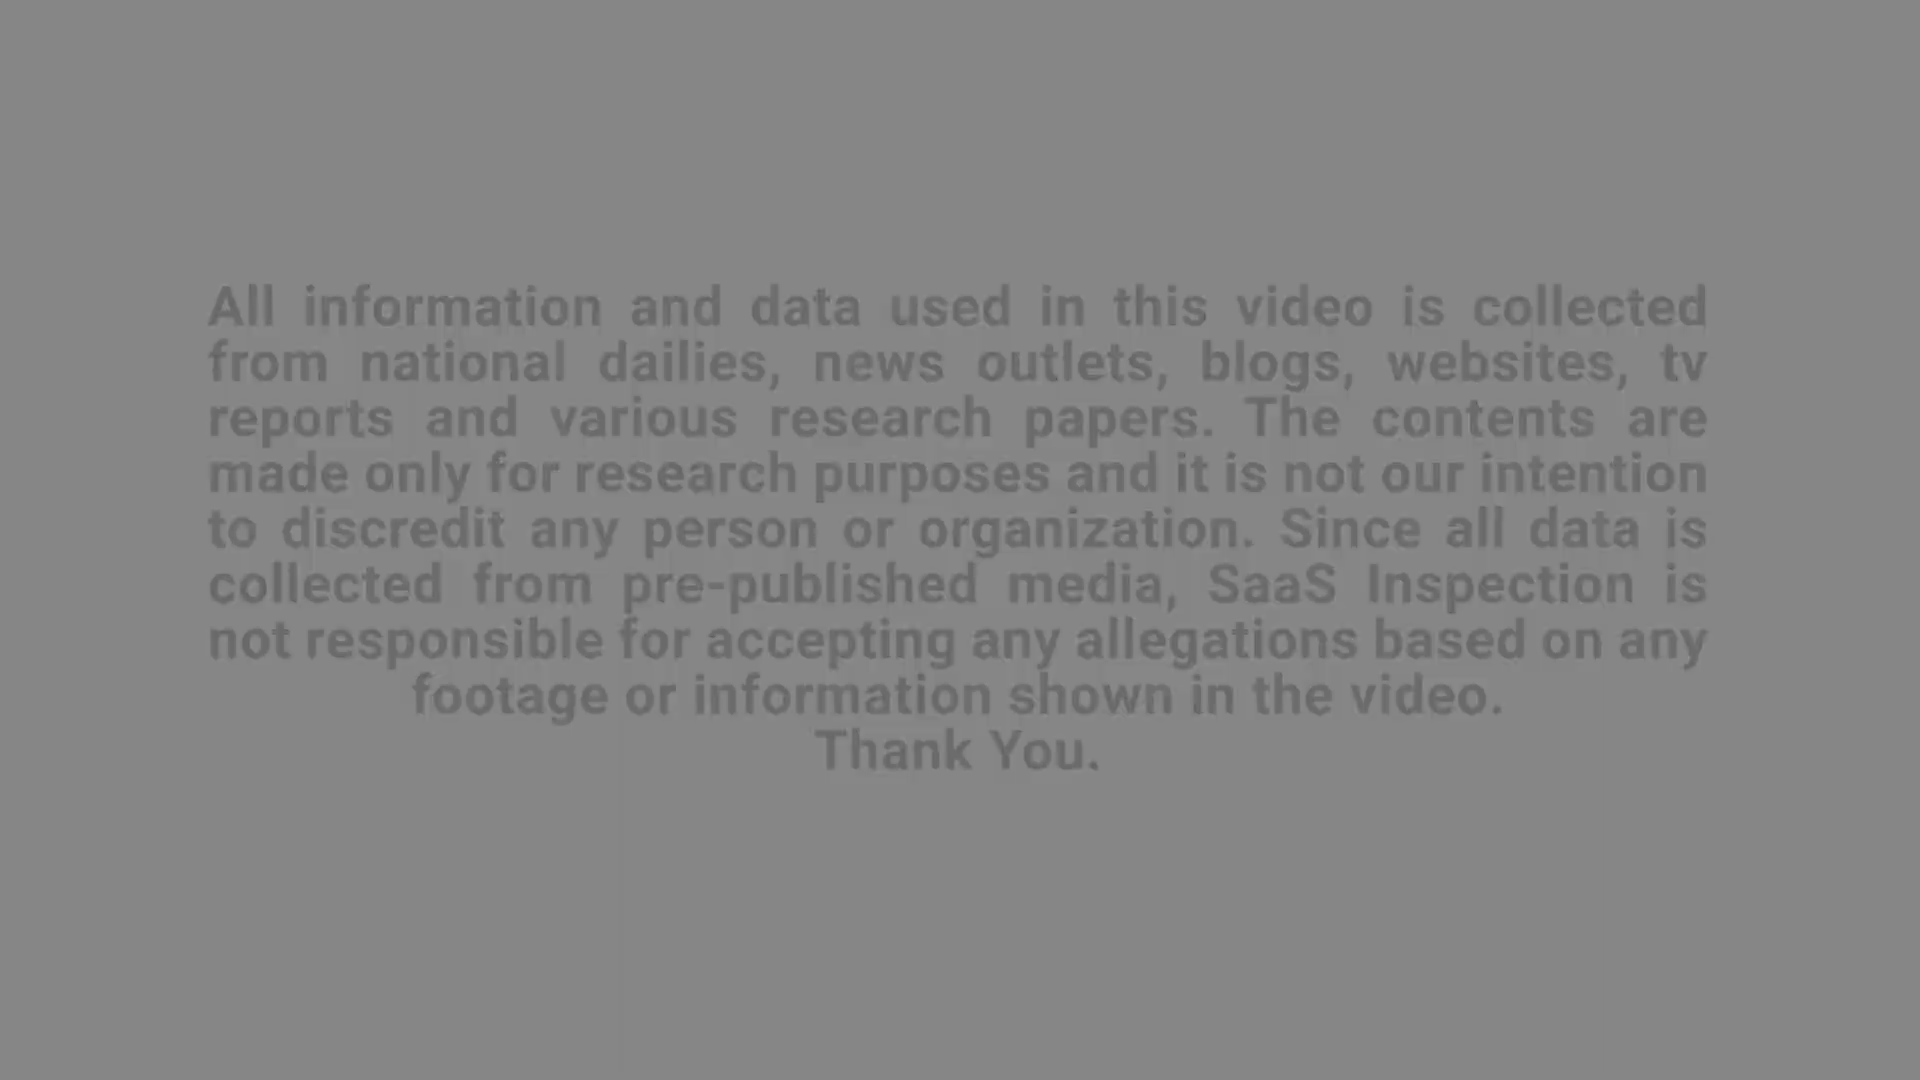 All information and data used in this video is collected
from national dailies, news outlets, blogs, websites, tv
reports and various research papers. The contents are
made only for research purposes and it is not our intention
to discredit any person or organization. Since all data is
collected from pre-published media, SaaS Inspection is
not responsible for accepting any allegations based on any
footage or information shown in the video.
Thank You.